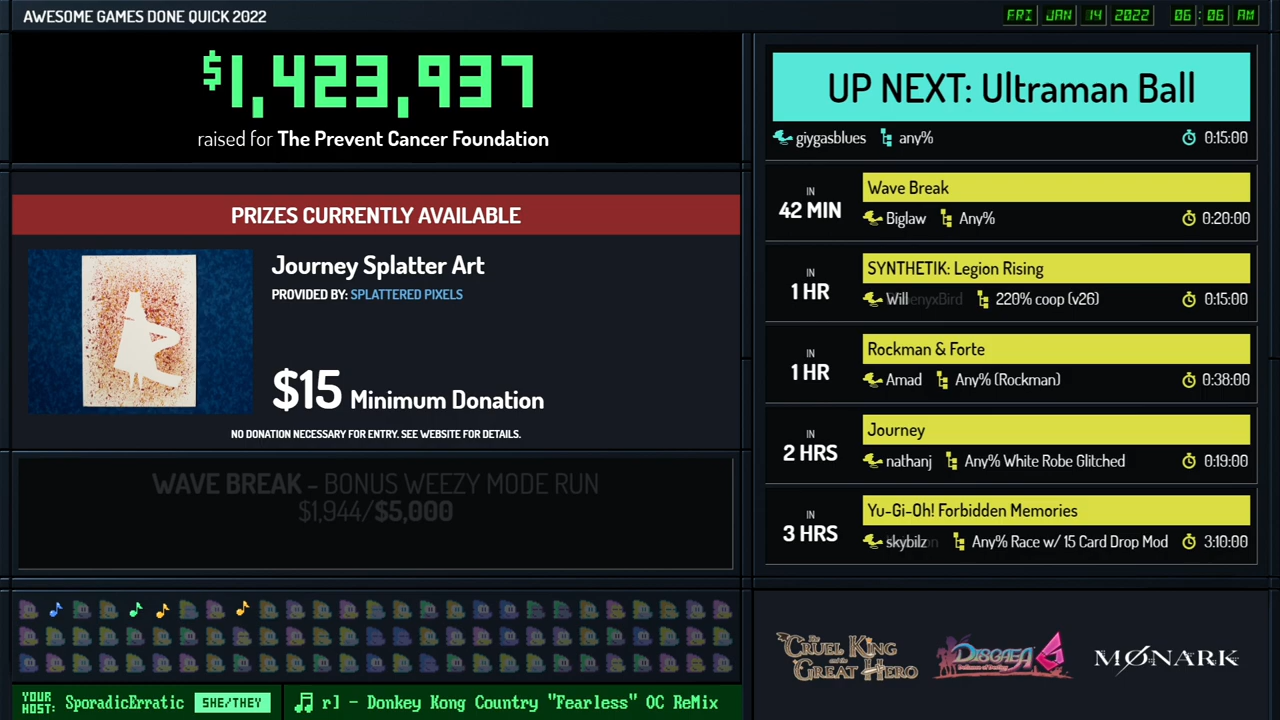 AWESOME GAMES DONE QUICK 2022
FRI JAN 14 2022 06:06 AM
$1,423,937
raised for The Prevent Cancer Foundation
PRIZES CURRENTLY AVAILABLE
Journey Splatter Art
PROVIDED BY: SPLATTERED PIXELS
$15 Minimum Donation
NO DONATION NECESSARY FOR ENTRY. SEE WEBSITE FOR DETAILS.
WAVE BREAK - BONUS WEEZY MODE RUN
$1,944/$5,000
UP NEXT: Ultraman Ball
giygasblues any% 0:15:00
IN 42 MIN
Wave Break
Biglaw Any% 0:20:00
IN 1 HR
SYNTHETIK: Legion Rising
Will 220% coop (v26) 0:15:00
IN 1 HR
Rockman & Forte
Amad Any% (Rockman) 0:38:00
IN 2 HRS
Journey
nathanj Any% White Robe Glitched 0:19:00
IN 3 HRS
Yu-Gi-Oh! Forbidden Memories
skybilz Any% Race w/ 15 Card Drop Mod 3:10:00
The Cruel King and the Great Hero
DISGAEA 6
MONARK
YOUR HOST: SporadicErratic SHE/THEY
r] - Donkey Kong Country "Fearless" OC ReMix